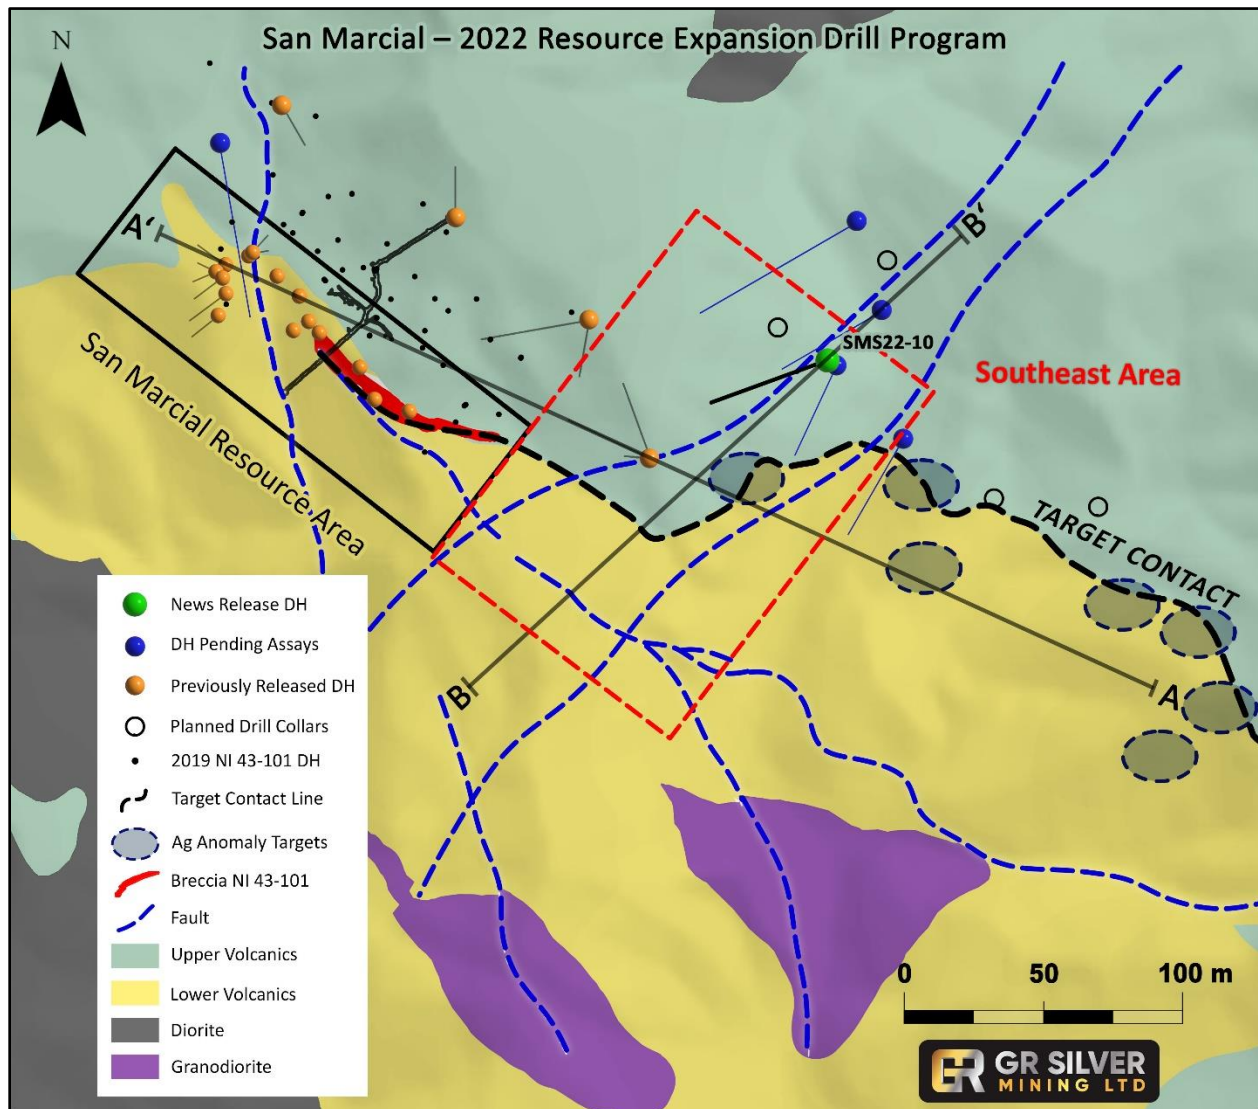 San Marcial – 2022 Resource Expansion Drill Program
N
A'
B'
SMS22-10
Southeast Area
San Marcial Resource Area
TARGET CONTACT
B
A
News Release DH
DH Pending Assays
Previously Released DH
Planned Drill Collars
2019 NI 43-101 DH
Target Contact Line
Ag Anomaly Targets
Breccia NI 43-101
Fault
Upper Volcanics
Lower Volcanics
Diorite
Granodiorite
0 50 100 m
GR SILVER
MINING LTD